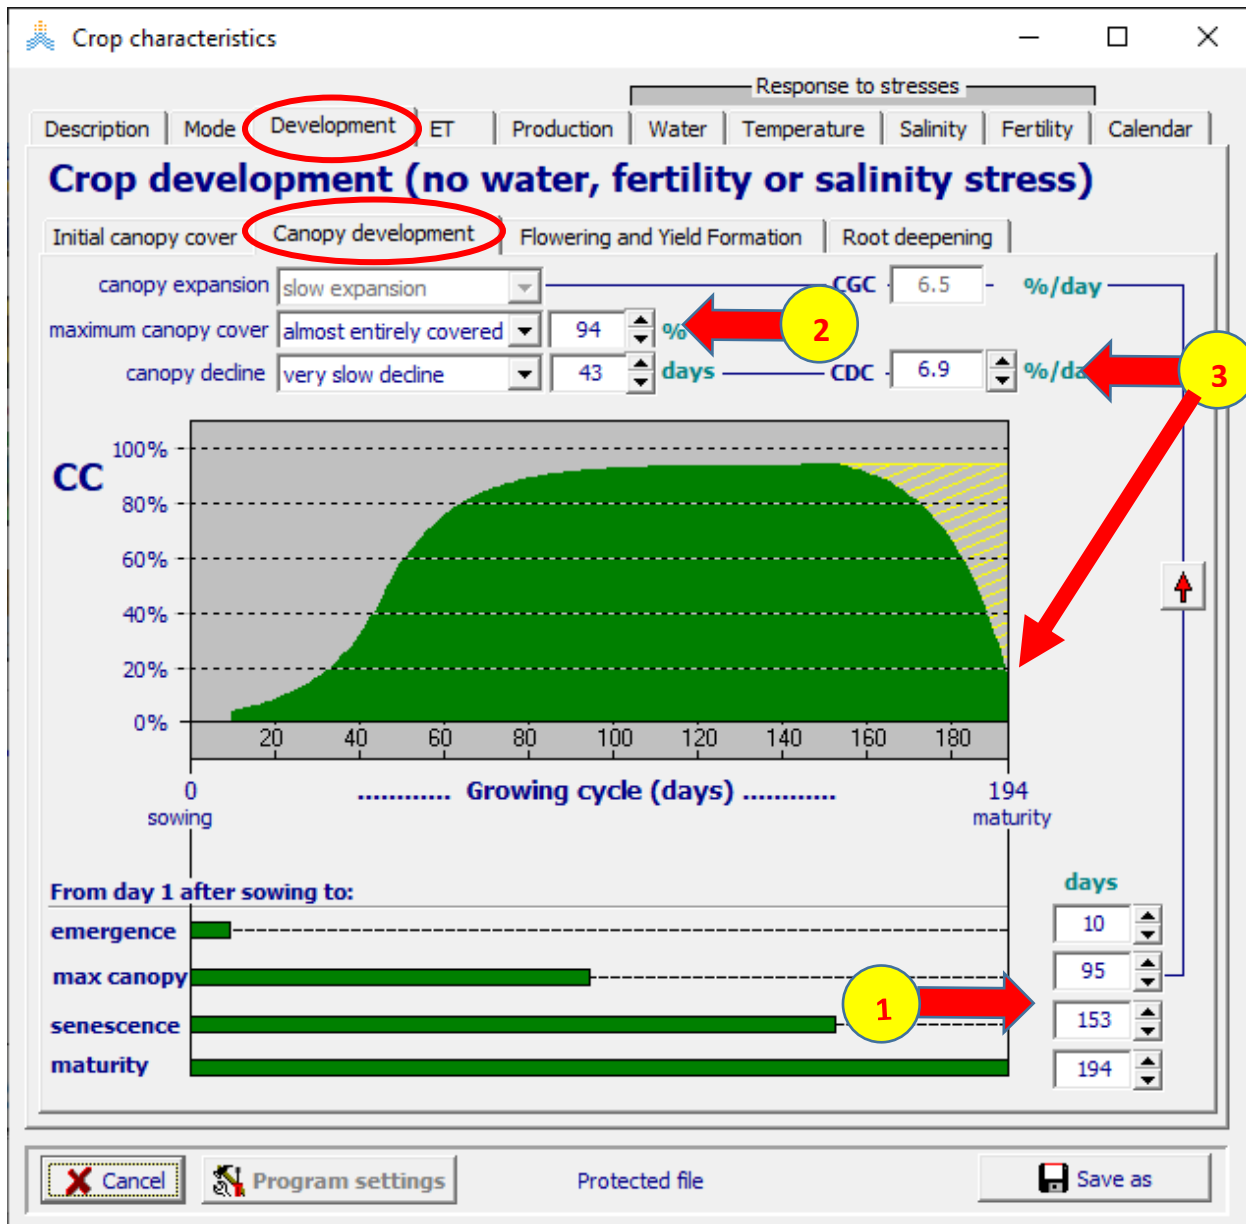 Crop characteristics
Response to stresses
Description Mode Development ET Production Water Temperature Salinity Fertility Calendar
Crop development (no water, fertility or salinity stress)
Initial canopy cover Canopy development Flowering and Yield Formation Root deepening
canopy expansion slow expansion CGC 6.5 %/day
maximum canopy cover almost entirely covered 94 % 2
canopy decline very slow decline 43 days CDC 6.9 %/da 3
100%
CC
80%
60%
40%
20%
0%
20 40 60 80 100 120 140 160 180
0 ............ Growing cycle (days) ............ 194
sowing maturity
From day 1 after sowing to: days
emergence 10
max canopy 95
1
senescence 153
maturity 194
Cancel Program settings Protected file Save as